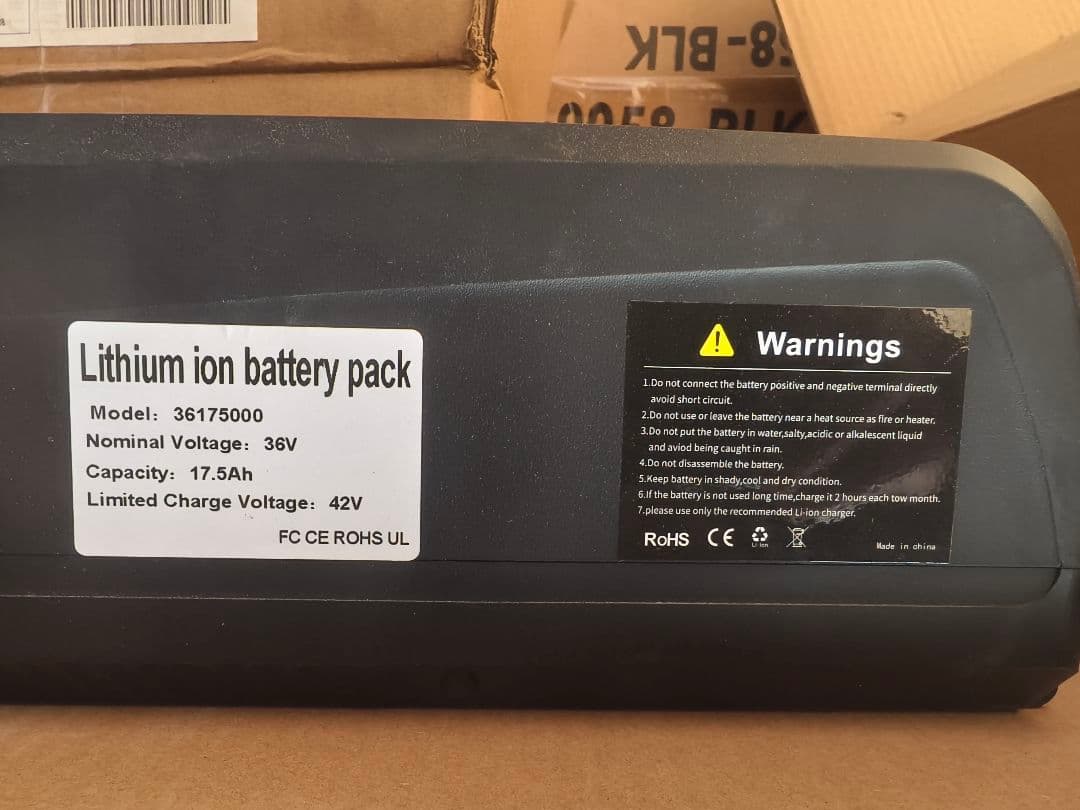 Lithium ion battery pack
Model: 36175000
Nominal Voltage: 36V
Capacity: 17.5Ah
Limited Charge Voltage: 42V
FC CE ROHS UL
Warnings
1.Do not connect the battery positive and negative terminal directly
avoid short circuit.
2.Do not use or leave the battery near a heat source as fire or heater.
3.Do not put the battery in water,salty,acidic or alkalescent liquid
and aviod being caught in rain.
4.Do not disassemble the battery.
5.Keep battery in shady,cool and dry condition.
6.If the battery is not used long time,charge it 2 hours each tow month.
7.please use only the recommended Li-ion charger.
RoHS CE Li-ion
Made in china
-BLK